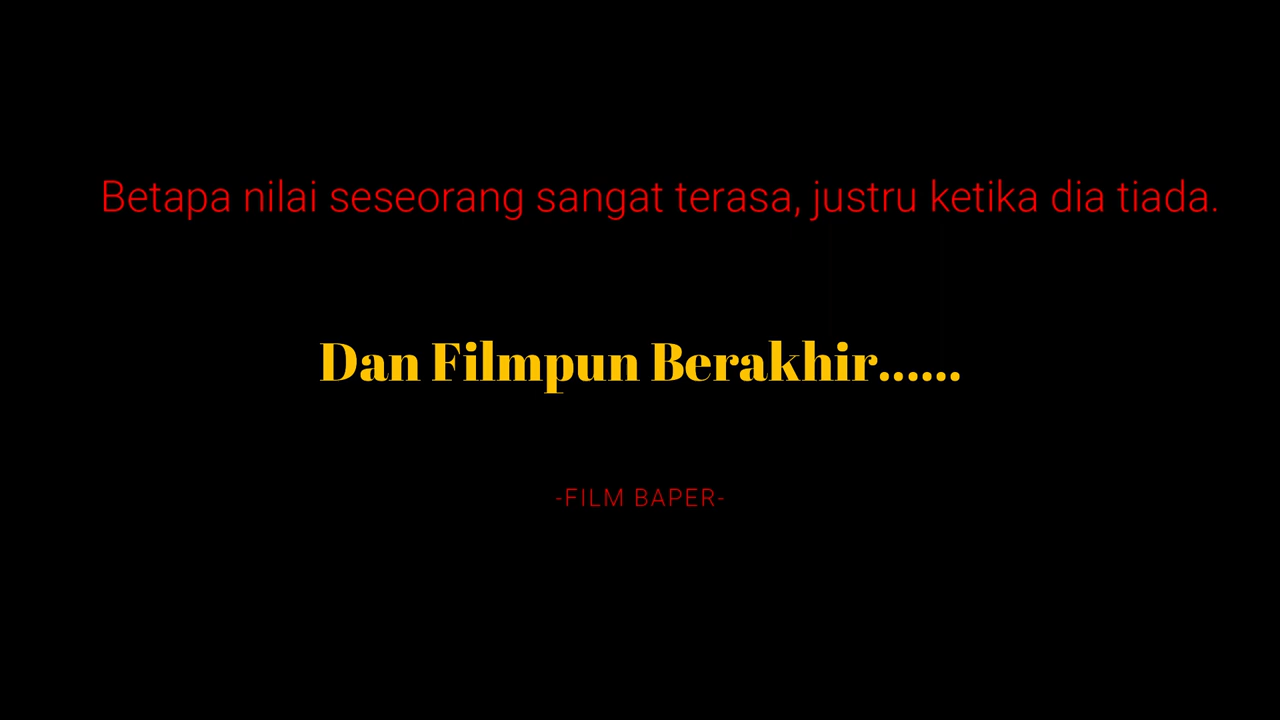 Betapa nilai seseorang sangat terasa, justru ketika dia tiada.
Dan Filmpun Berakhir......
-FILM BAPER-